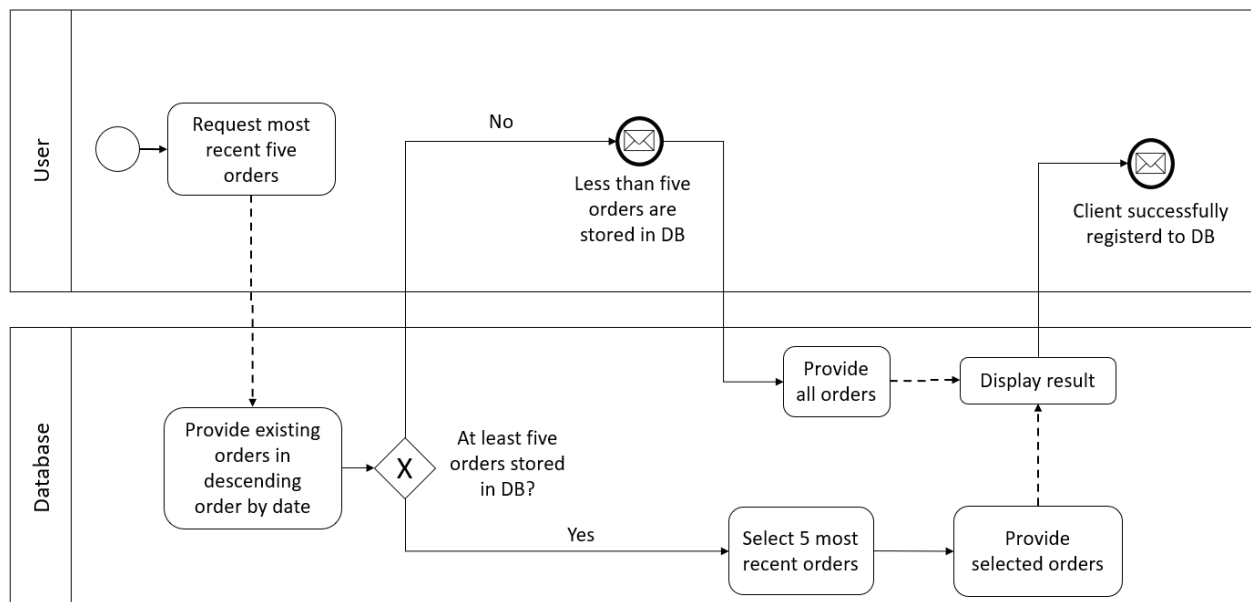 User
Request most
recent five
orders
No
Less than five
orders are
stored in DB
Client successfully
registerd to DB
Database
Provide existing
orders in
descending
order by date
X
At least five
orders stored
in DB?
Yes
Provide
all orders
Display result
Select 5 most
recent orders
Provide
selected orders